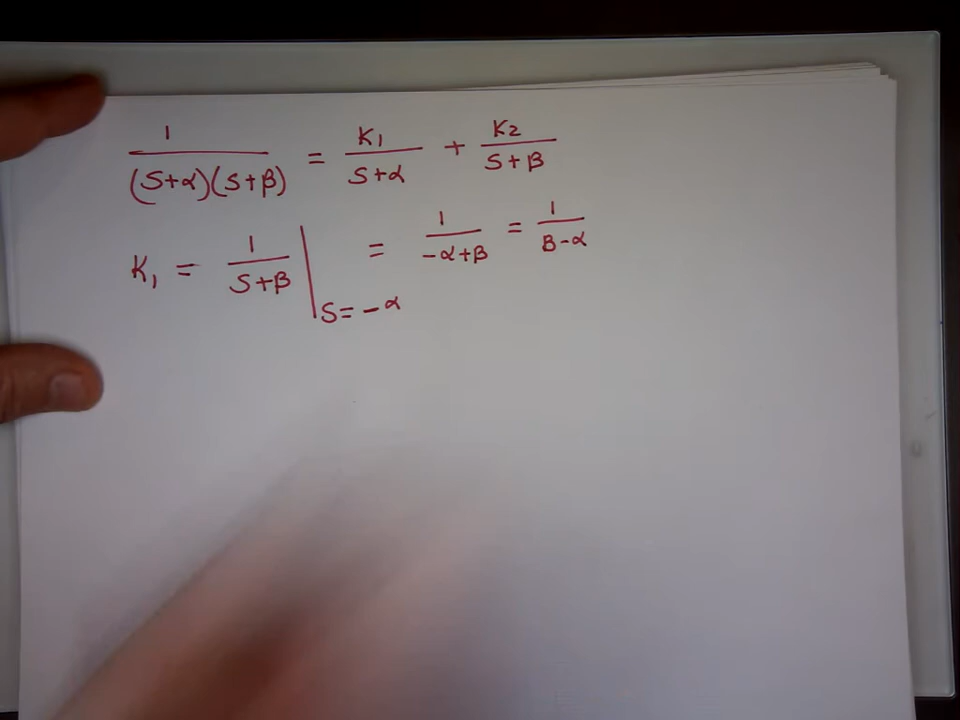 1/((S+α)(S+β)) = K1/(S+α) + K2/(S+β)
K1 = 1/(S+β) |S=-α = 1/(-α+β) = 1/(β-α)